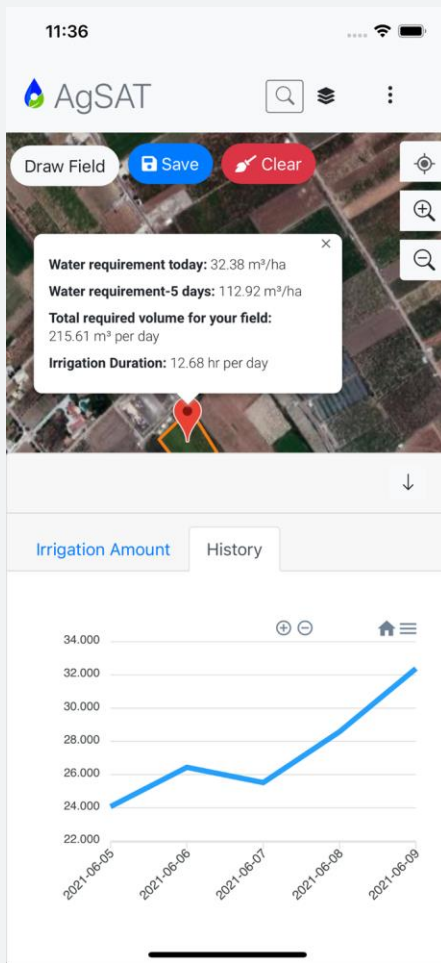 11:36
AgSAT
Draw Field
Save
Clear
Water requirement today: 32.38 m³/ha
Water requirement-5 days: 112.92 m³/ha
Total required volume for your field:
215.61 m³ per day
Irrigation Duration: 12.68 hr per day
Irrigation Amount
History
34.000
32.000
30.000
28.000
26.000
24.000
22.000
2021-06-05
2021-06-06
2021-06-07
2021-06-08
2021-06-09